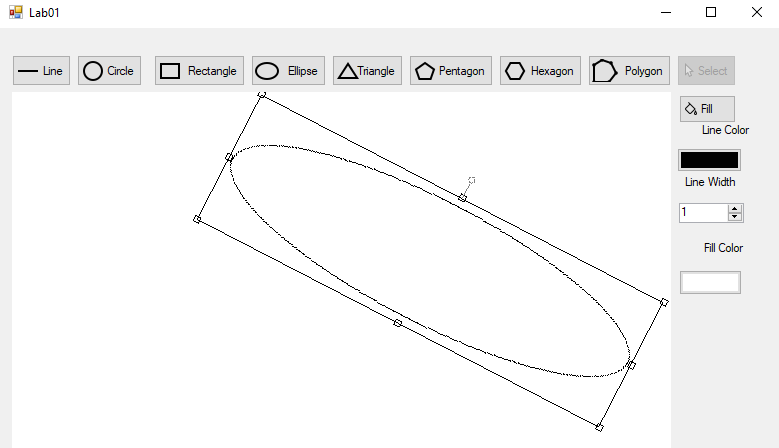 Lab01
Line Circle Rectangle Ellipse Triangle Pentagon Hexagon Polygon Select
Fill
Line Color
Line Width
1
Fill Color